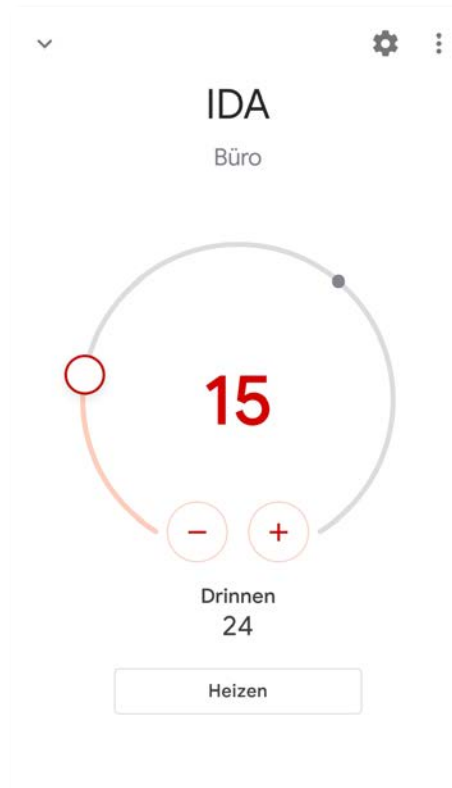 IDA
Büro
15
− +
Drinnen
24
Heizen